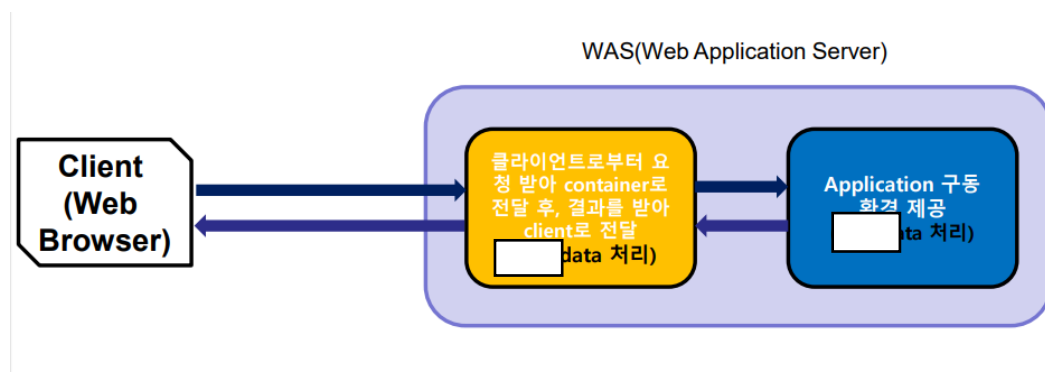 WAS(Web Application Server)
Client
(Web
Browser)
클라이언트로부터 요
청 받아 container로
전달 후, 결과를 받아
client로 전달
data 처리)
Application 구동
환경 제공
ata 처리)